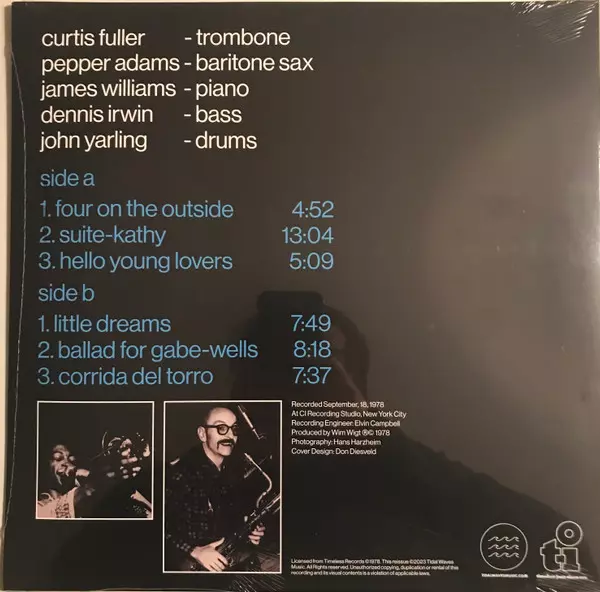 curtis fuller - trombone
pepper adams - baritone sax
james williams - piano
dennis irwin - bass
john yarling - drums
side a
1. four on the outside 4:52
2. suite-kathy 13:04
3. hello young lovers 5:09
side b
1. little dreams 7:49
2. ballad for gabe-wells 8:18
3. corrida del torro 7:37
Recorded September, 18, 1978
At CI Recording Studio, New York City
Recording Engineer: Elvin Campbell
Produced by Wim Wigt ℗© 1978
Photography: Hans Harzheim
Cover Design: Don Diesveld
Licensed from Timeless Records ©1978. This reissue ©2023 Tidal Waves
Music. All Rights reserved. Unauthorized copying, duplication or rental of this
recording and its visual contents is a violation of applicable laws.
ti